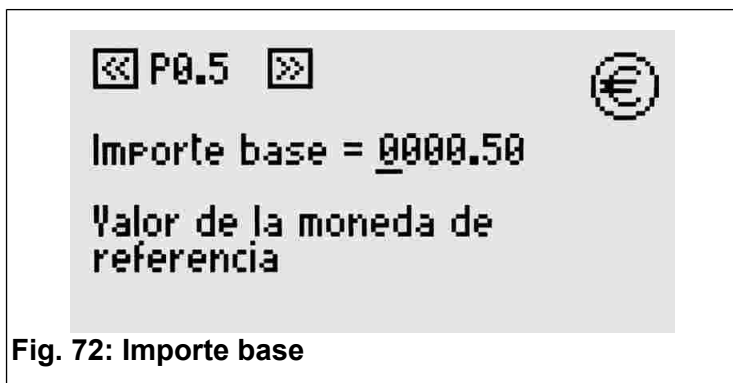 ≪ P0.5 ≫
€
Importe base = 0000.50
Valor de la moneda de
referencia
Fig. 72: Importe base